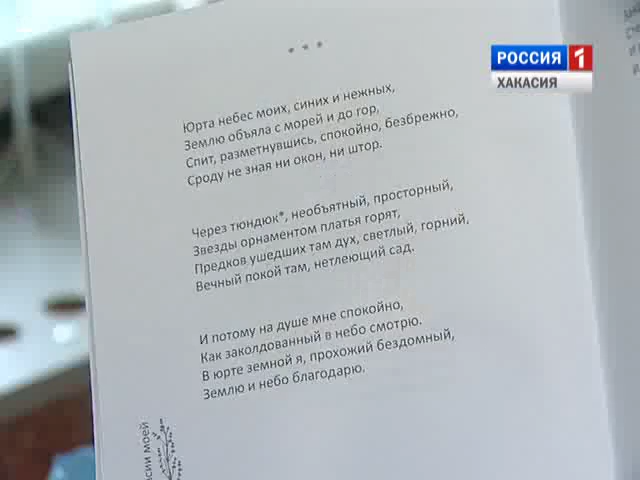 * * *
РОССИЯ 1
ХАКАСИЯ
Юрта небес моих, синих и нежных,
Землю объяла с морей и до гор,
Спит, разметнувшись, спокойно, безбрежно,
Сроду не зная ни окон, ни штор.
Через тюндюк*, необъятный, просторный,
Звезды орнаментом платья горят,
Предков ушедших там дух, светлый, горний,
Вечный покой там, нетлеющий сад.
И потому на душе мне спокойно,
Как заколдованный в небо смотрю.
В юрте земной я, прохожий бездомный,
Землю и небо благодарю.
моей